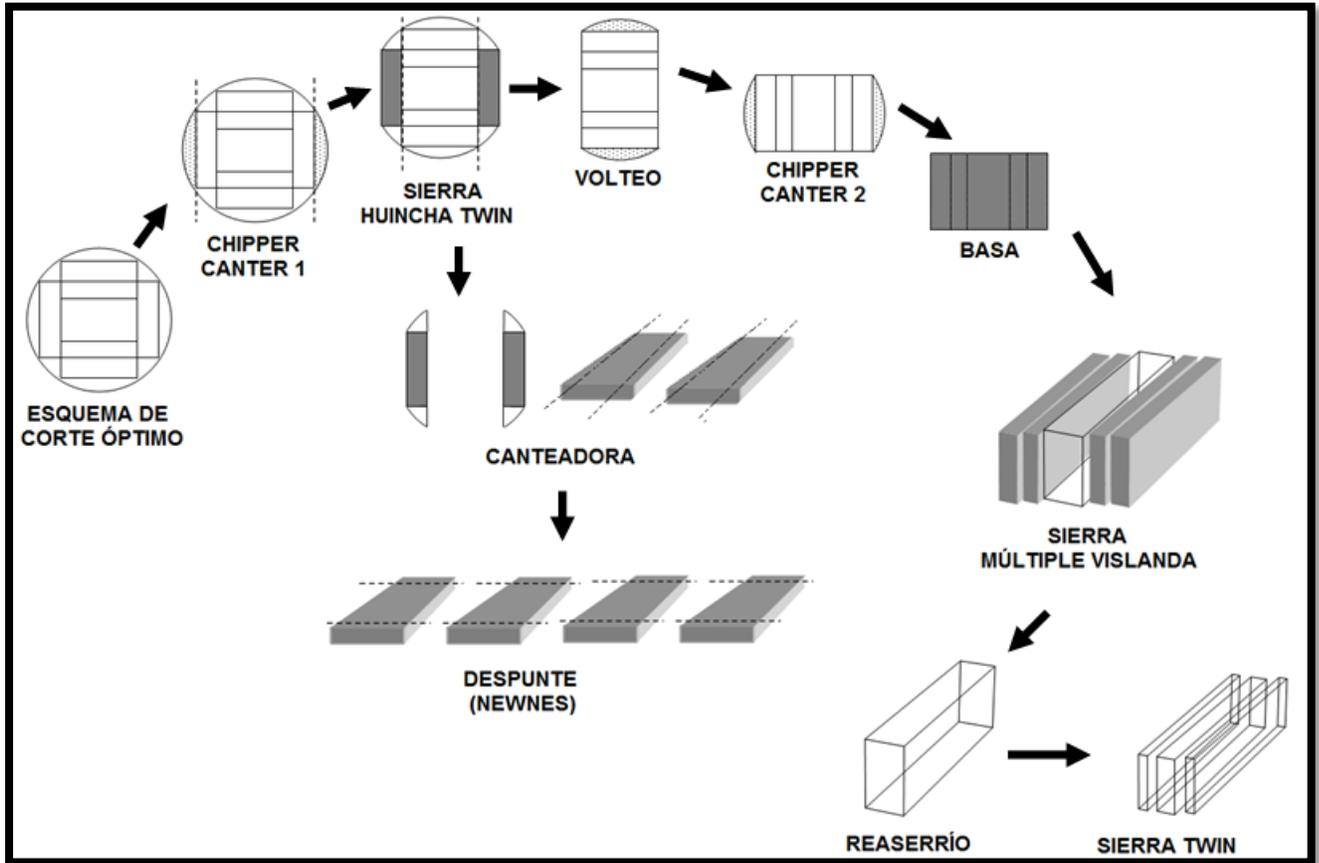 ESQUEMA DE
CORTE ÓPTIMO
CHIPPER
CANTER 1
SIERRA
HUINCHA TWIN
VOLTEO
CHIPPER
CANTER 2
BASA
CANTEADORA
DESPUNTE
(NEWNES)
SIERRA
MÚLTIPLE VISLANDA
REASERRÍO
SIERRA TWIN